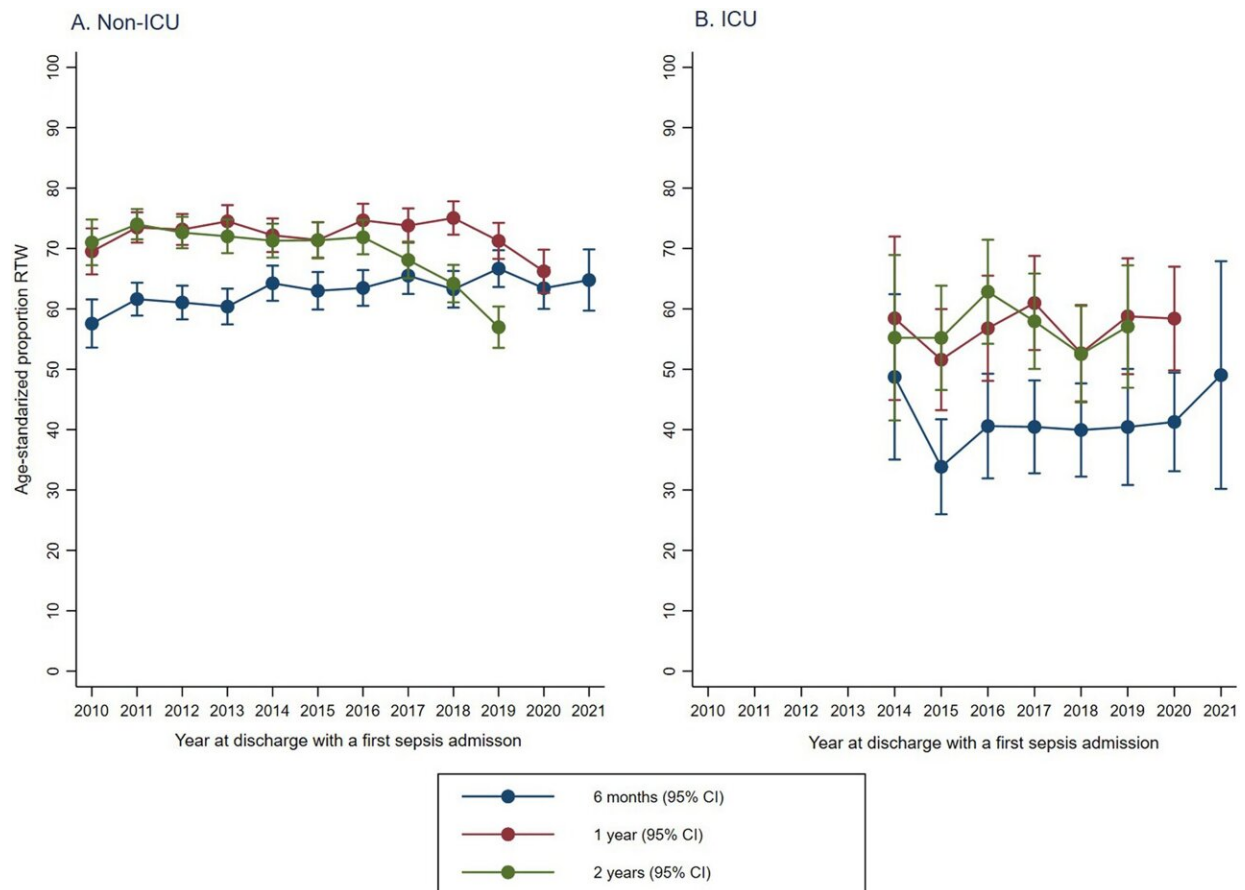 A. Non-ICU
Age-standarized proportion RTW
100
90
80
70
60
50
40
30
20
10
0
2010 2011 2012 2013 2014 2015 2016 2017 2018 2019 2020 2021
Year at discharge with a first sepsis admisson
B. ICU
100
90
80
70
60
50
40
30
20
10
0
2010 2011 2012 2013 2014 2015 2016 2017 2018 2019 2020 2021
Year at discharge with a first sepsis admission
6 months (95% CI)
1 year (95% CI)
2 years (95% CI)